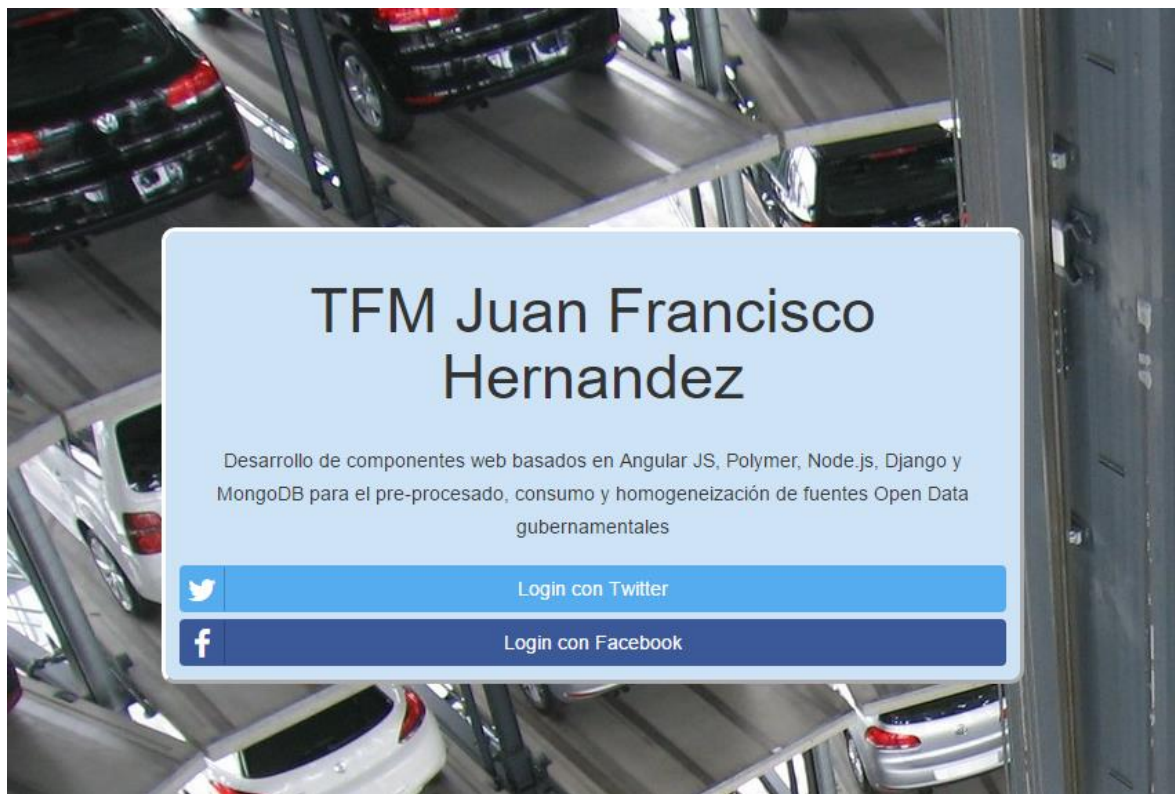 TFM Juan Francisco
Hernandez
Desarrollo de componentes web basados en Angular JS, Polymer, Node.js, Django y
MongoDB para el pre-procesado, consumo y homogeneización de fuentes Open Data
gubernamentales
Login con Twitter
Login con Facebook